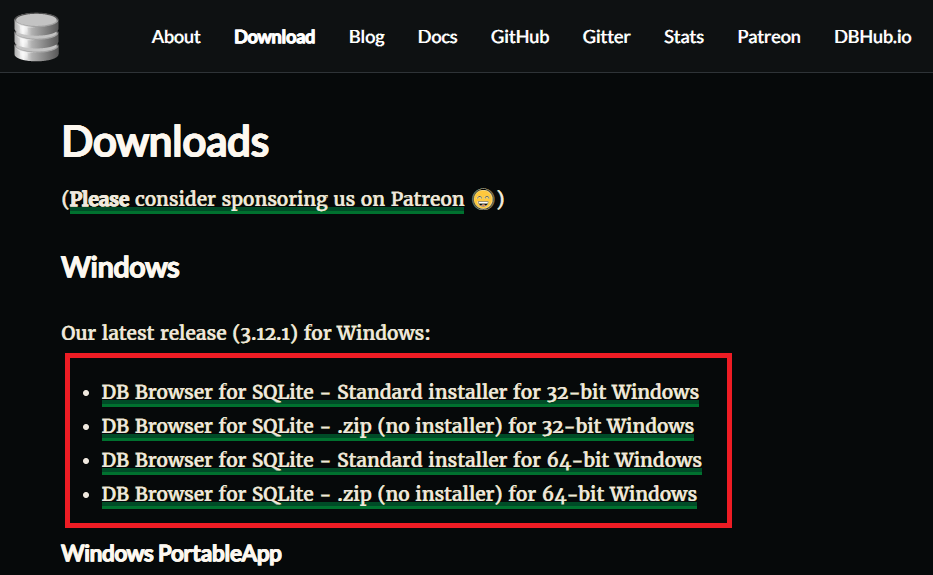 About Download Blog Docs GitHub Gitter Stats Patreon DBHub.io
Downloads
(Please consider sponsoring us on Patreon 😁)
Windows
Our latest release (3.12.1) for Windows:
• DB Browser for SQLite – Standard installer for 32-bit Windows
• DB Browser for SQLite – .zip (no installer) for 32-bit Windows
• DB Browser for SQLite – Standard installer for 64-bit Windows
• DB Browser for SQLite – .zip (no installer) for 64-bit Windows
Windows PortableApp